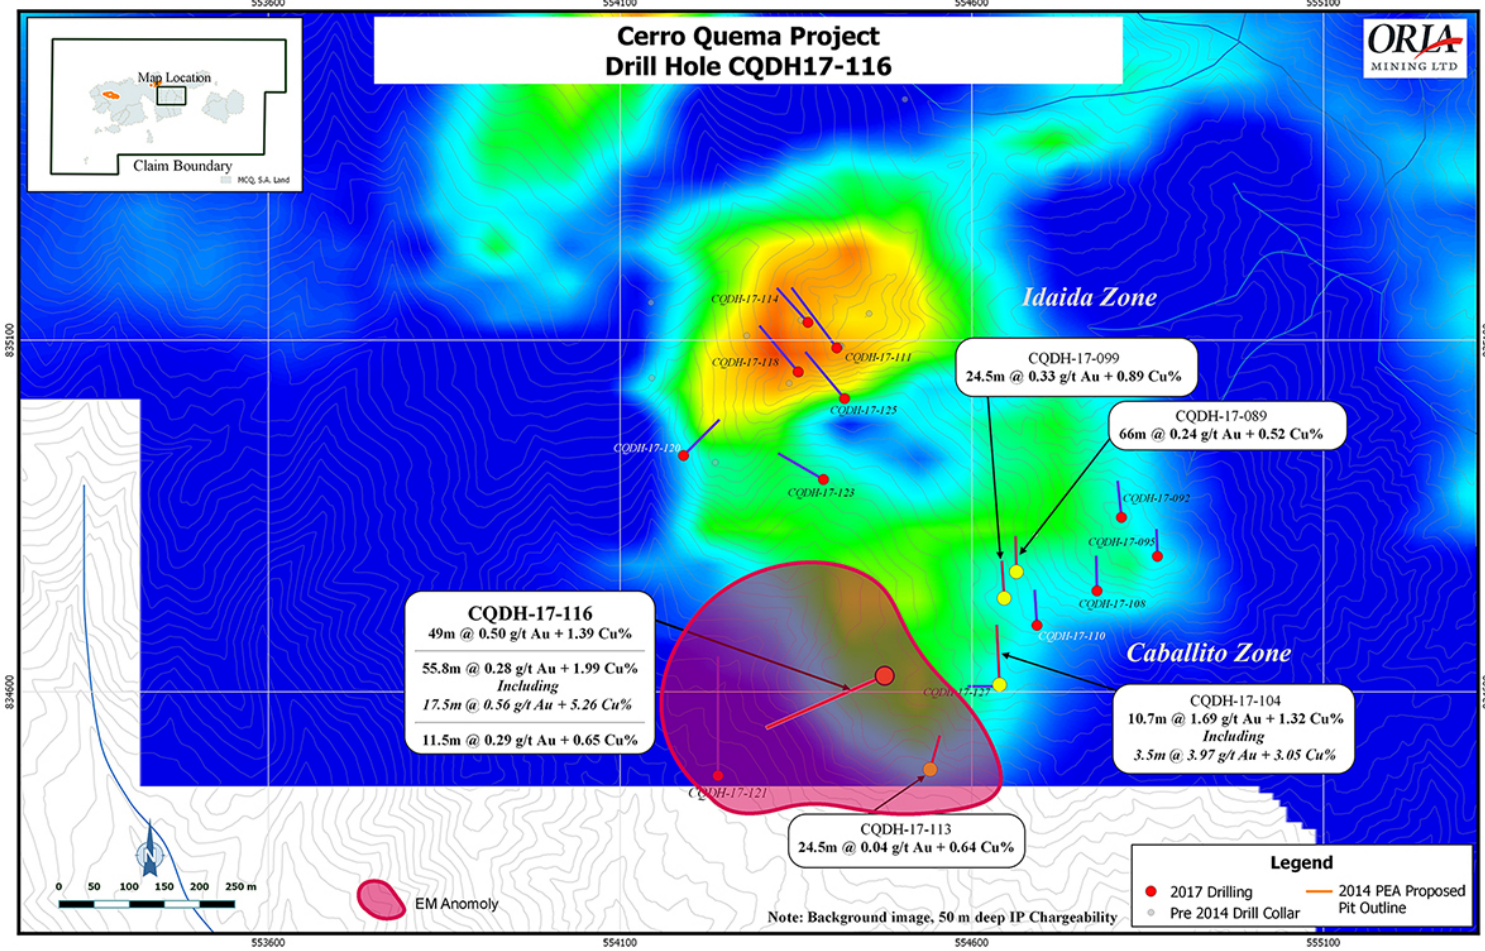 553600
554100
554600
555100
Cerro Quema Project
Drill Hole CQDH17-116
ORLA
MINING LTD
Map Location
Claim Boundary
MCQ, S.A. Land
Idaida Zone
CQDH-17-114
835100
CQDH-17-111
CQDH-17-118
CQDH-17-125
CQDH-17-120
CQDH-17-123
CQDH-17-099
24.5m @ 0.33 g/t Au + 0.89 Cu%
CQDH-17-089
66m @ 0.24 g/t Au + 0.52 Cu%
CQDH-17-092
CQDH-17-095
CQDH-17-108
CQDH-17-110
CQDH-17-116
49m @ 0.50 g/t Au + 1.39 Cu%
55.8m @ 0.28 g/t Au + 1.99 Cu%
Including
17.5m @ 0.56 g/t Au + 5.26 Cu%
11.5m @ 0.29 g/t Au + 0.65 Cu%
Caballito Zone
834600
CQDH-17-127
CQDH-17-104
10.7m @ 1.69 g/t Au + 1.32 Cu%
Including
3.5m @ 3.97 g/t Au + 3.05 Cu%
CQDH-17-121
CQDH-17-113
24.5m @ 0.04 g/t Au + 0.64 Cu%
N
0 50 100 150 200 250 m
EM Anomoly
Note: Background image, 50 m deep IP Chargeability
Legend
2017 Drilling
Pre 2014 Drill Collar
2014 PEA Proposed
Pit Outline
553600
554100
554600
555100